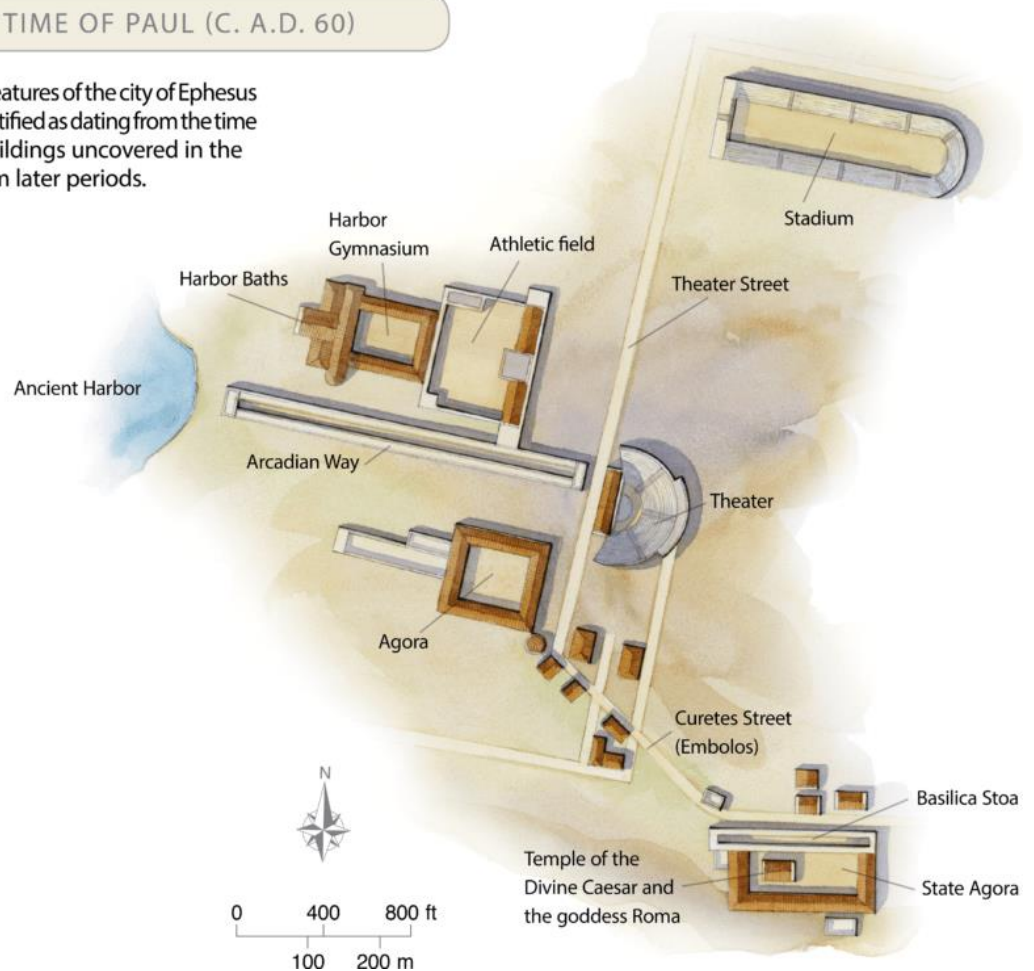 TIME OF PAUL (C. A.D. 60)
eatures of the city of Ephesus
tified as dating from the time
ildings uncovered in the
m later periods.
Stadium
Harbor
Gymnasium
Athletic field
Harbor Baths
Theater Street
Ancient Harbor
Arcadian Way
Theater
Agora
Curetes Street
(Embolos)
N
Basilica Stoa
Temple of the
Divine Caesar and
the goddess Roma
State Agora
0 400 800 ft
100 200 m